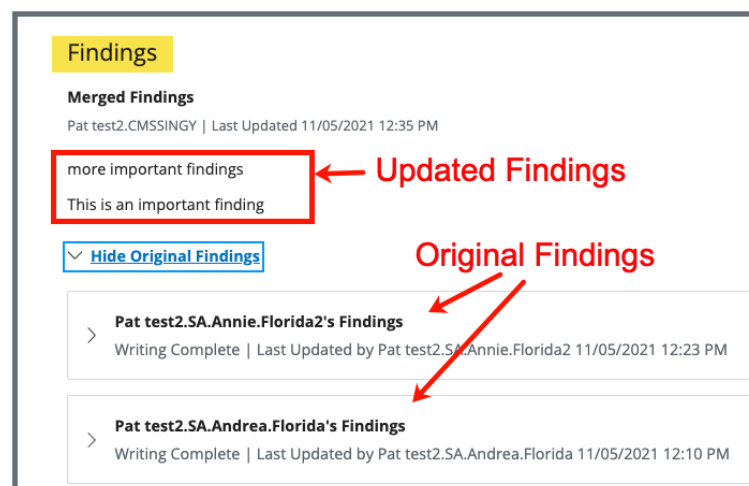 Findings
Merged Findings
Pat test2.CMSSINGY | Last Updated 11/05/2021 12:35 PM
more important findings
Updated Findings
This is an important finding
Hide Original Findings
Original Findings
Pat test2.SA.Annie.Florida2's Findings
Writing Complete | Last Updated by Pat test2.SA.Annie.Florida2 11/05/2021 12:23 PM
Pat test2.SA.Andrea.Florida's Findings
Writing Complete | Last Updated by Pat test2.SA.Andrea.Florida 11/05/2021 12:10 PM